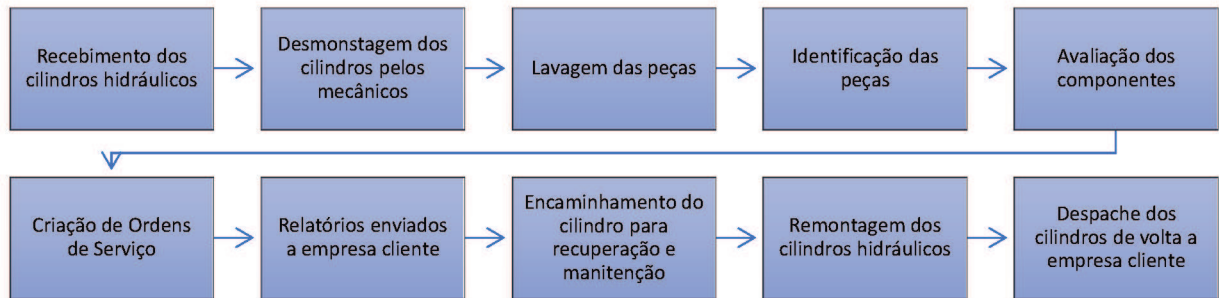 Recebimento dos
cilindros hidráulicos
Desmonstagem dos
cilindros pelos
mecânicos
Lavagem das peças
Identificação das
peças
Avaliação dos
componentes
Criação de Ordens
de Serviço
Relatórios enviados
a empresa cliente
Encaminhamento do
cilindro para
recuperação e
manitenção
Remontagem dos
cilindros hidráulicos
Despache dos
cilindros de volta a
empresa cliente